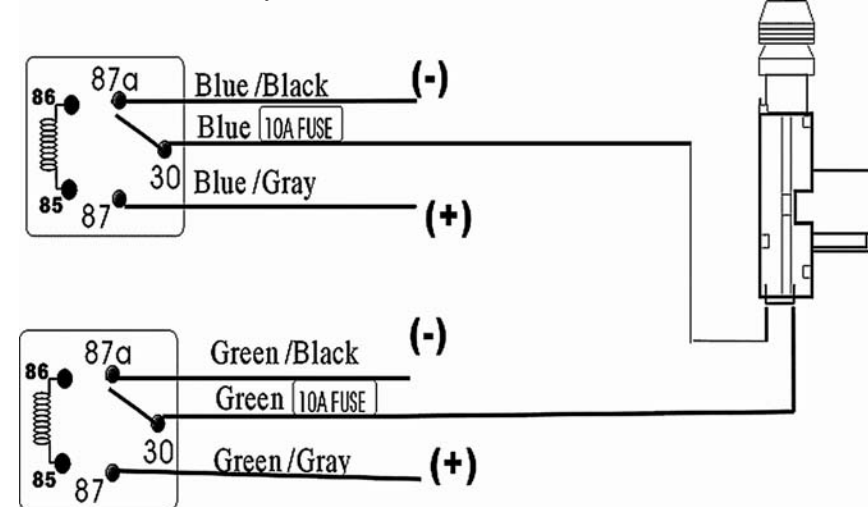 87a
86
Blue /Black
(-)
Blue
10A FUSE
30
Blue /Gray
85
87
(+)
(-)
87a
Green /Black
86
Green
10A FUSE
30
Green /Gray
(+)
85
87